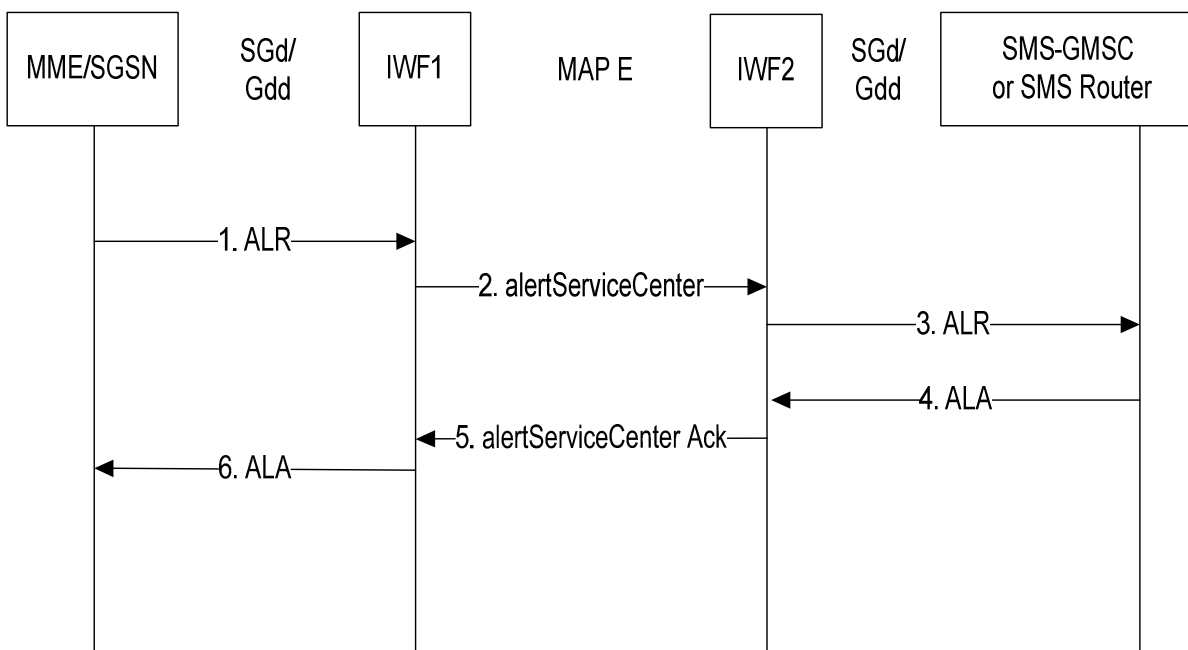 MME/SGSN
SGd/
Gdd
IWF1
MAP E
IWF2
SGd/
Gdd
SMS-GMSC
or SMS Router
1. ALR
2. alertServiceCenter
3. ALR
4. ALA
5. alertServiceCenter Ack
6. ALA